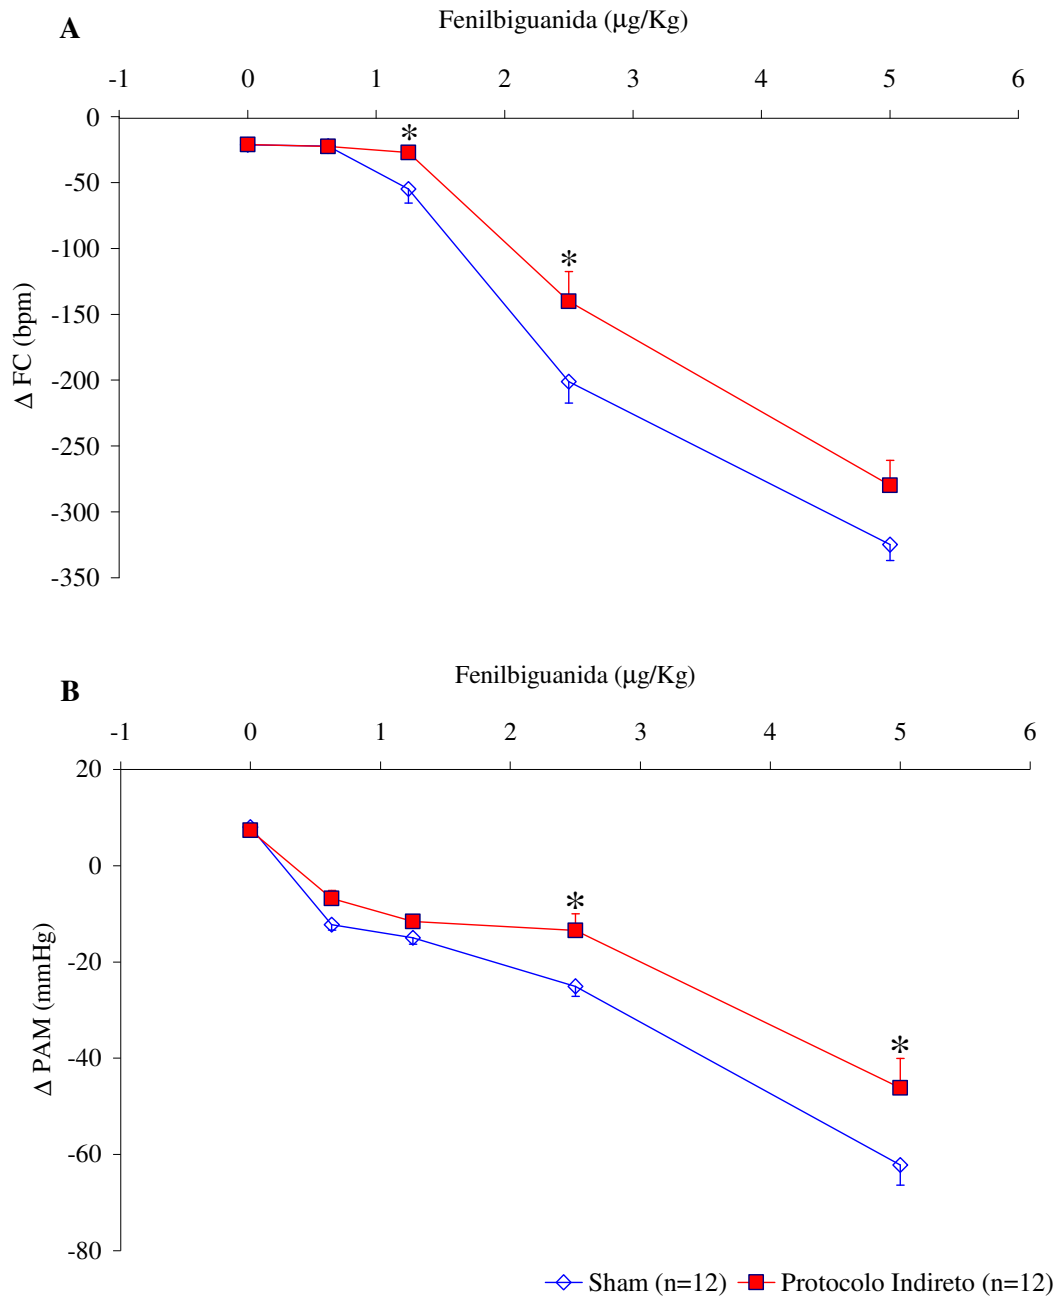 A
Fenilbiguanida (μg/Kg)
-1 0 1 2 3 4 5 6
0
-50
-100
-150
-200
-250
-300
-350
Δ FC (bpm)
*
*
B
Fenilbiguanida (μg/Kg)
-1 0 1 2 3 4 5 6
20
0
-20
-40
-60
-80
Δ PAM (mmHg)
*
*
Sham (n=12) Protocolo Indireto (n=12)